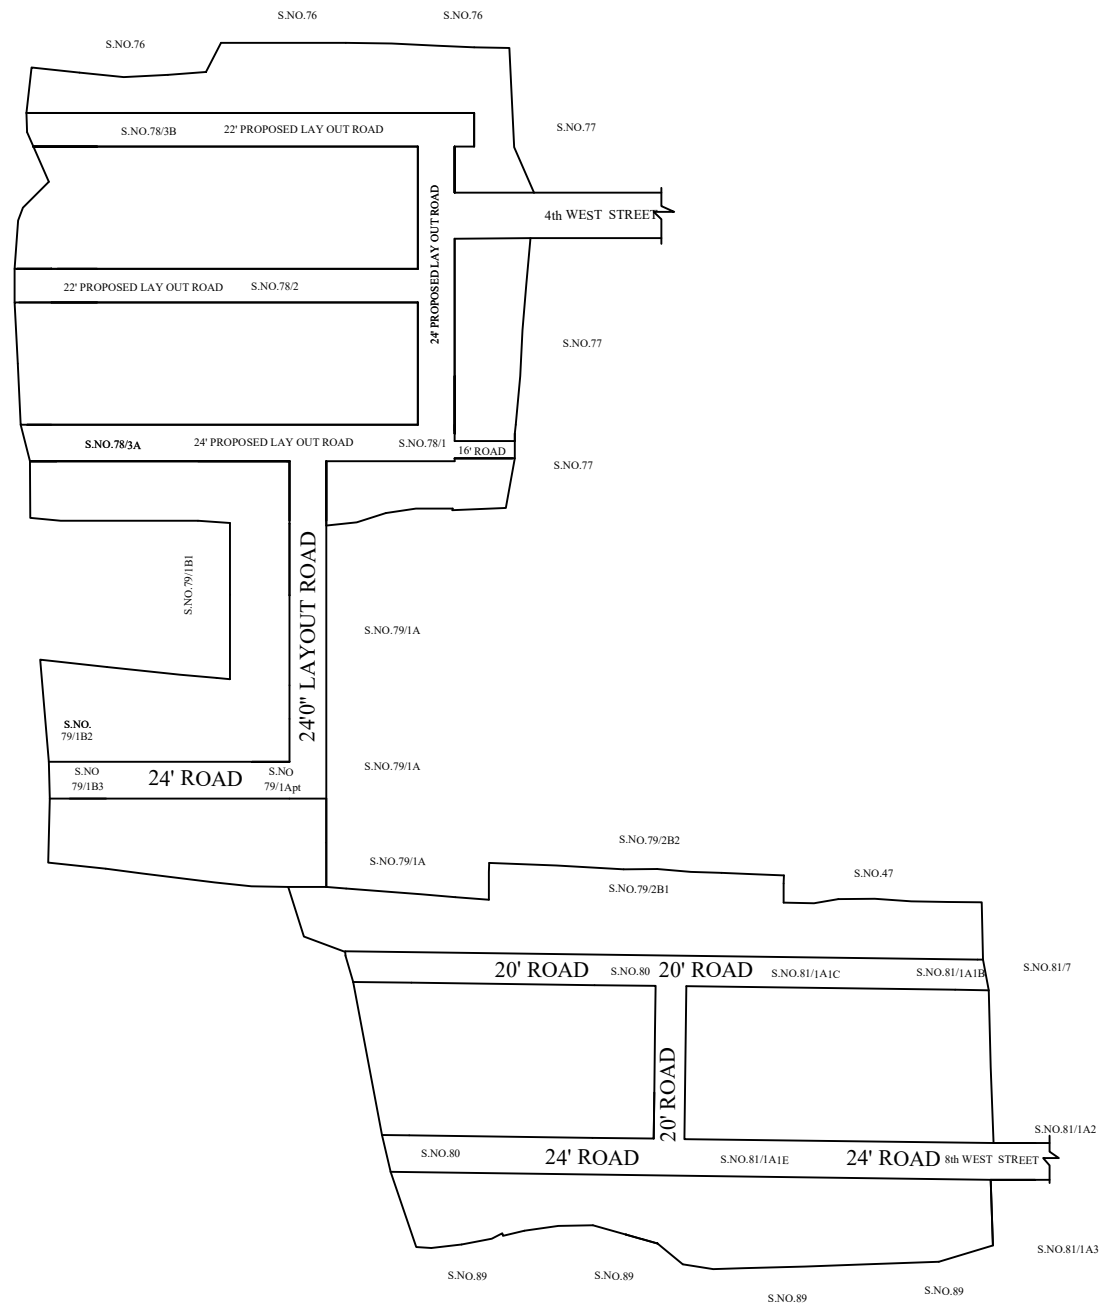 S.NO.76
S.NO.76
S.NO.76
S.NO.78/3B
22' PROPOSED LAY OUT ROAD
S.NO.77
24' PROPOSED LAY OUT ROAD
4th WEST STREET
22' PROPOSED LAY OUT ROAD
S.NO.78/2
S.NO.77
S.NO.78/3A
24' PROPOSED LAY OUT ROAD
S.NO.78/1
16' ROAD
S.NO.77
S.NO.79/1B1
24'0" LAYOUT ROAD
S.NO.79/1A
S.NO.
79/1B2
S.NO
79/1B3
24' ROAD
S.NO
79/1Apt
S.NO.79/1A
S.NO.79/1A
S.NO.79/2B2
S.NO.79/2B1
S.NO.47
20' ROAD
S.NO.80
20' ROAD
S.NO.81/1A1C
S.NO.81/1A1B
S.NO.81/7
20' ROAD
S.NO.81/1A2
S.NO.80
24' ROAD
S.NO.81/1A1E
24' ROAD
8th WEST STREET
S.NO.81/1A3
S.NO.89
S.NO.89
S.NO.89
S.NO.89